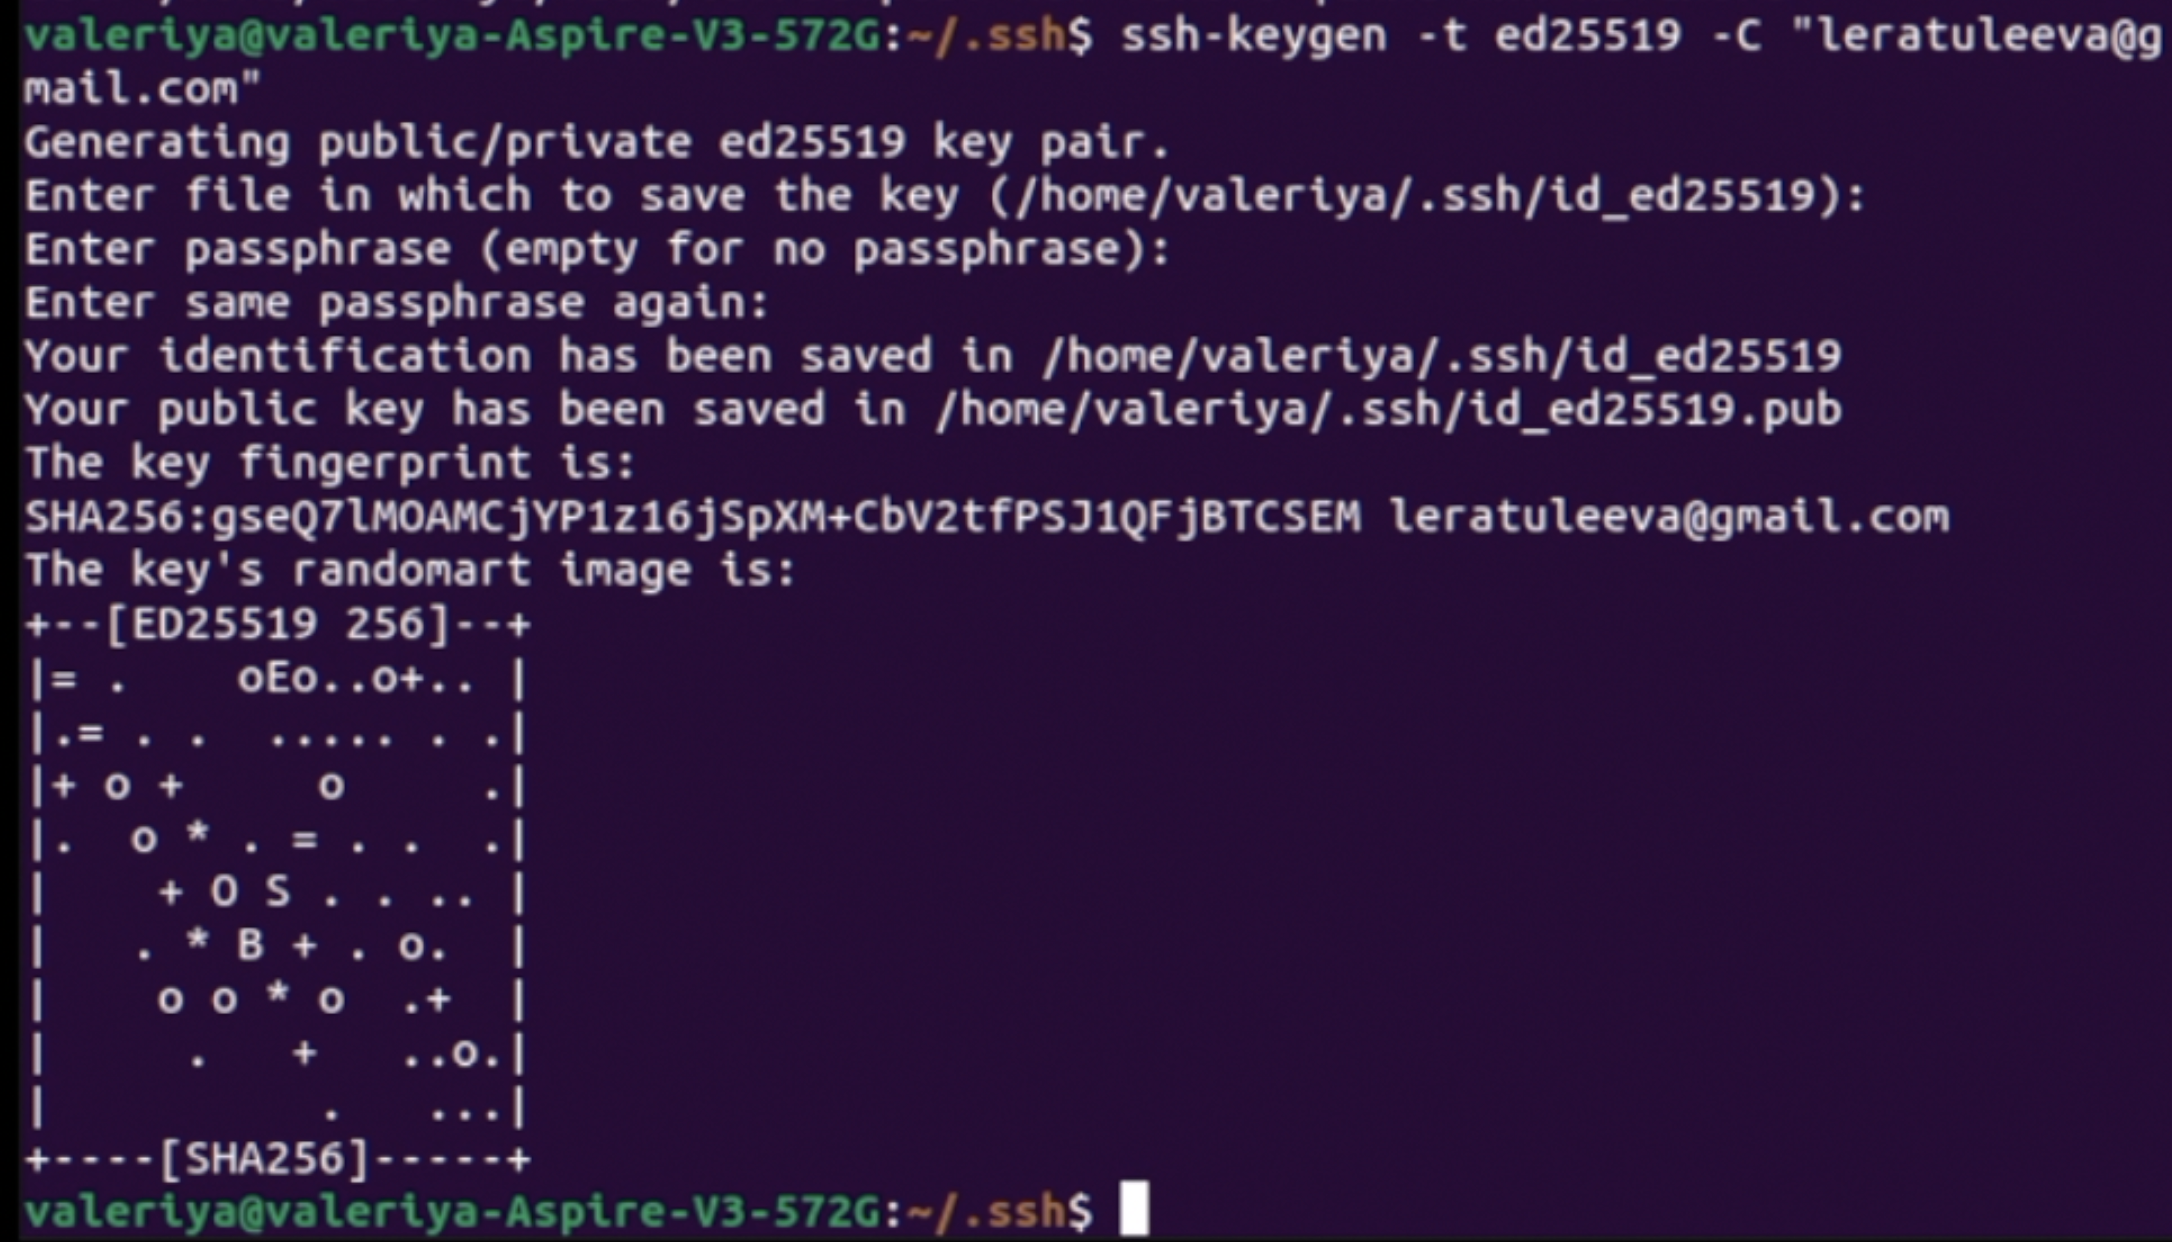 valeriya@valeriya-Aspire-V3-572G:~/.ssh$ ssh-keygen -t ed25519 -C "leratuleeva@g
mail.com"
Generating public/private ed25519 key pair.
Enter file in which to save the key (/home/valeriya/.ssh/id_ed25519):
Enter passphrase (empty for no passphrase):
Enter same passphrase again:
Your identification has been saved in /home/valeriya/.ssh/id_ed25519
Your public key has been saved in /home/valeriya/.ssh/id_ed25519.pub
The key fingerprint is:
SHA256:gseQ7lMOAMCjYP1z16jSpXM+CbV2tfPSJ1QFjBTCSEM leratuleeva@gmail.com
The key's randomart image is:
+--[ED25519 256]--+
|= .    oEo..o+.. |
|.= . .  ..... . .|
|+ o +     o     .|
|.  o * . = . .  .|
|    + O S . . .. |
|   . * B + . o.  |
|    o o * o  .+  |
|     .   +   ..o.|
|          .   ...|
+----[SHA256]-----+
valeriya@valeriya-Aspire-V3-572G:~/.ssh$